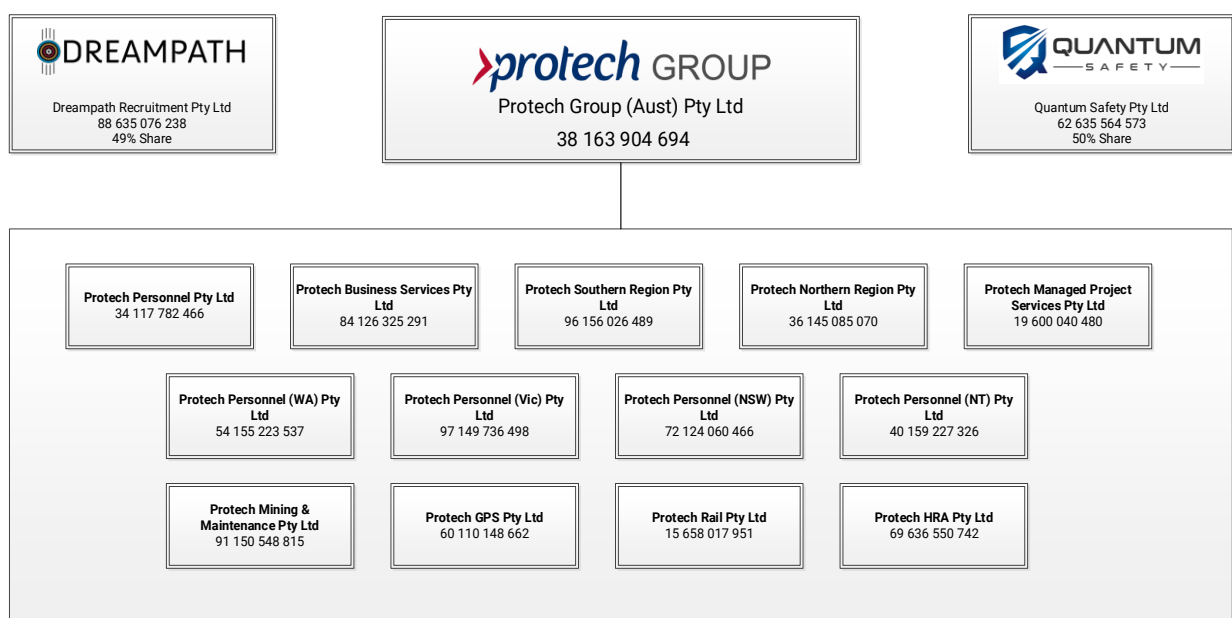 DREAMPATH
Dreampath Recruitment Pty Ltd
88 635 076 238
49% Share
protech GROUP
Protech Group (Aust) Pty Ltd
38 163 904 694
QUANTUM
SAFETY
Quantum Safety Pty Ltd
62 635 564 573
50% Share
Protech Personnel Pty Ltd
34 117 782 466
Protech Business Services Pty
Ltd
84 126 325 291
Protech Southern Region Pty
Ltd
96 156 026 489
Protech Northern Region Pty
Ltd
36 145 085 070
Protech Managed Project
Services Pty Ltd
19 600 040 480
Protech Personnel (WA) Pty
Ltd
54 155 223 537
Protech Personnel (Vic) Pty
Ltd
97 149 736 498
Protech Personnel (NSW) Pty
Ltd
72 124 060 466
Protech Personnel (NT) Pty
Ltd
40 159 227 326
Protech Mining &
Maintenance Pty Ltd
91 150 548 815
Protech GPS Pty Ltd
60 110 148 662
Protech Rail Pty Ltd
15 658 017 951
Protech HRA Pty Ltd
69 636 550 742